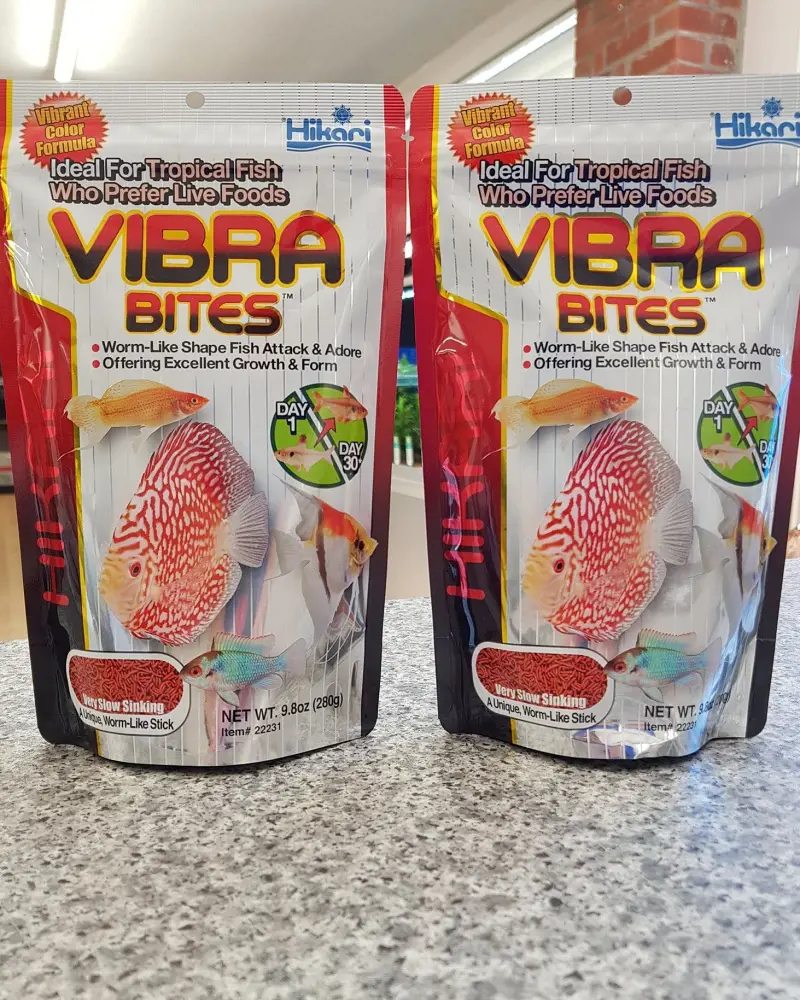 Vibrant
Color
Formula
Hikari
Ideal For Tropical Fish
Who Prefer Live Foods
VIBRA
BITES™
Worm-Like Shape Fish Attack & Adore
Offering Excellent Growth & Form
DAY
1
DAY
30
HIKARI
Very Slow Sinking
A Unique, Worm-Like Stick
NET WT. 9.8oz (280g)
Item# 22231
Vibrant
Color
Formula
Hikari
Ideal For Tropical Fish
Who Prefer Live Foods
VIBRA
BITES™
Worm-Like Shape Fish Attack & Adore
Offering Excellent Growth & Form
DAY
1
HIKARI
Very Slow Sinking
A Unique, Worm-Like Stick
NET WT.
Item# 22231